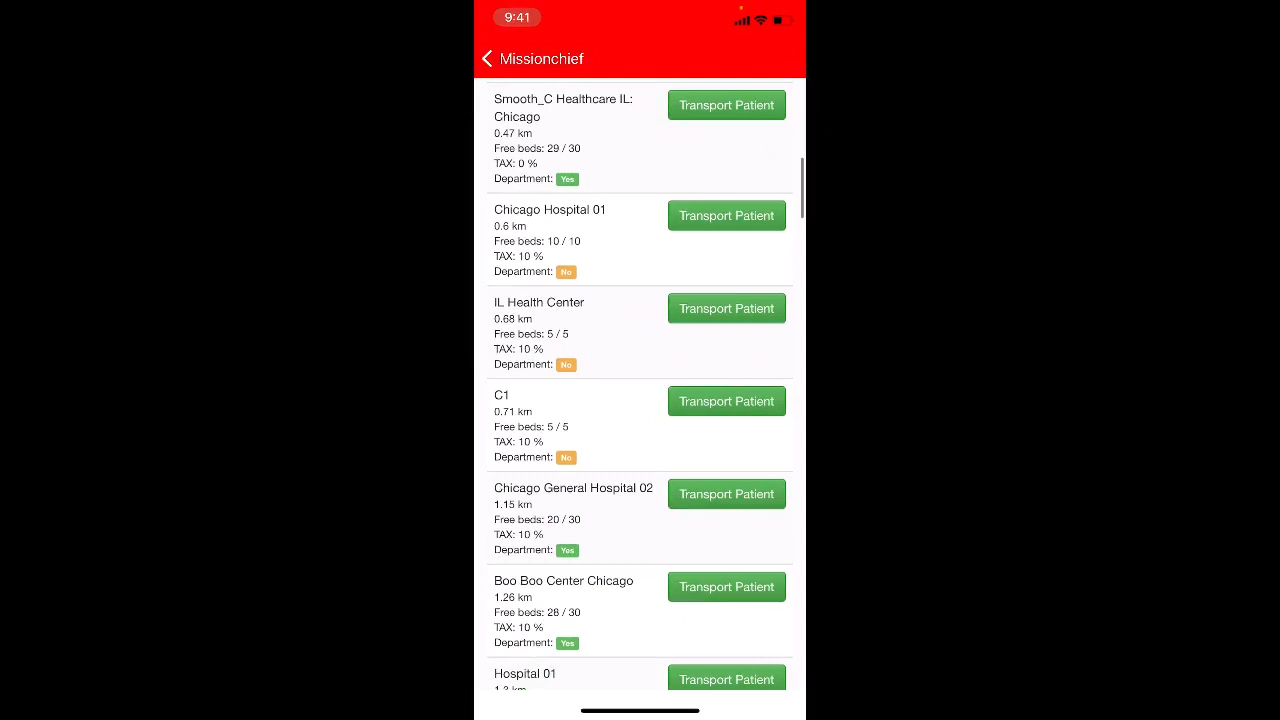 9:41
Missionchief
Smooth_C Healthcare IL:
Chicago
Transport Patient
0.47 km
Free beds: 29 / 30
TAX: 0 %
Department: Yes
Chicago Hospital 01
Transport Patient
0.6 km
Free beds: 10 / 10
TAX: 10 %
Department: No
IL Health Center
Transport Patient
0.68 km
Free beds: 5 / 5
TAX: 10 %
Department: No
C1
Transport Patient
0.71 km
Free beds: 5 / 5
TAX: 10 %
Department: No
Chicago General Hospital 02
Transport Patient
1.15 km
Free beds: 20 / 30
TAX: 10 %
Department: Yes
Boo Boo Center Chicago
Transport Patient
1.26 km
Free beds: 28 / 30
TAX: 10 %
Department: Yes
Hospital 01
Transport Patient